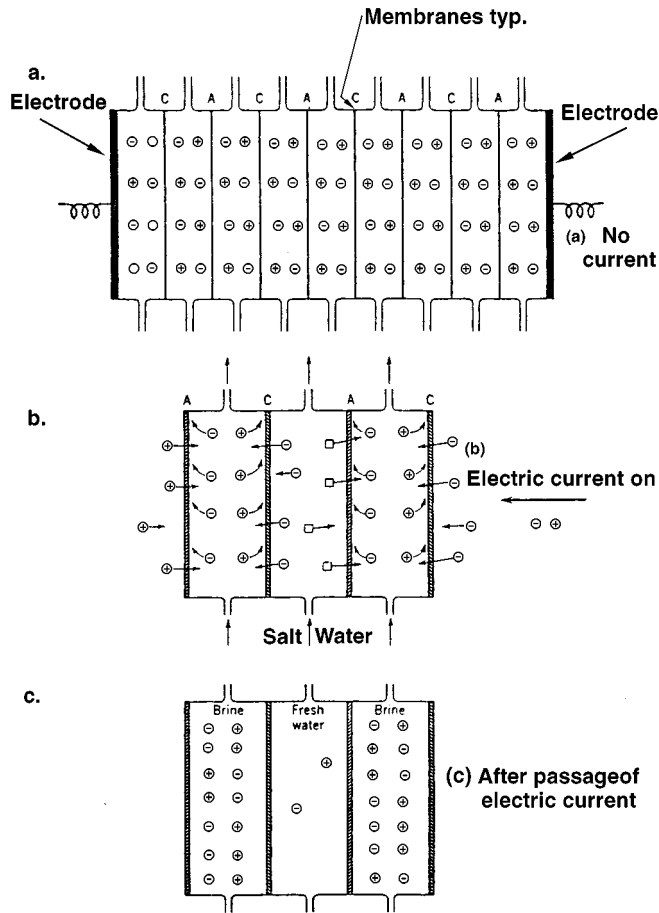 Membranes typ.
a.
C A C A C A C A
Electrode
Electrode
(a) No
current
b.
A C A C
(b)
Electric current on
Salt Water
c.
Brine Fresh Brine
water
(c) After passageof
electric current